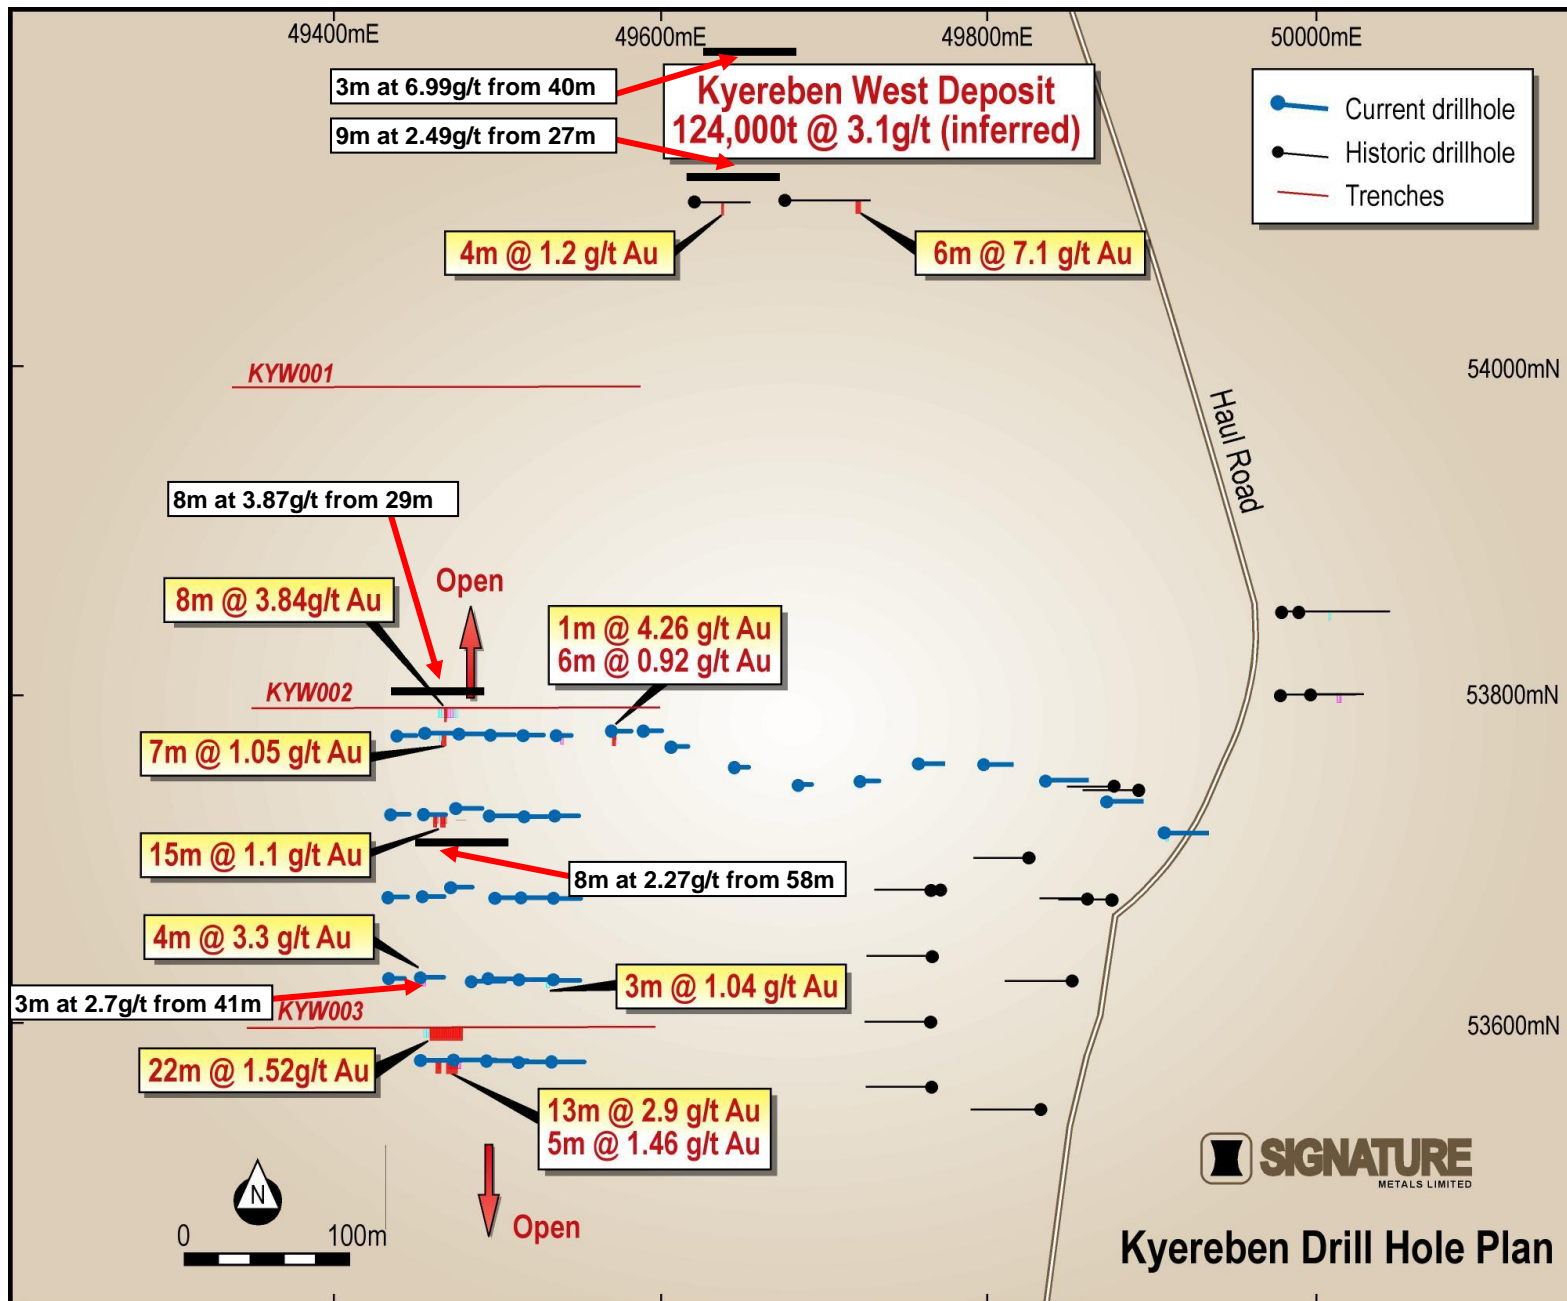 49400mE
49600mE
49800mE
50000mE
3m at 6.99g/t from 40m
9m at 2.49g/t from 27m
Kyereben West Deposit
124,000t @ 3.1g/t (inferred)
Current drillhole
Historic drillhole
Trenches
4m @ 1.2 g/t Au
6m @ 7.1 g/t Au
54000mN
KYW001
Haul Road
8m at 3.87g/t from 29m
Open
8m @ 3.84g/t Au
1m @ 4.26 g/t Au
6m @ 0.92 g/t Au
KYW002
53800mN
7m @ 1.05 g/t Au
15m @ 1.1 g/t Au
8m at 2.27g/t from 58m
4m @ 3.3 g/t Au
3m @ 1.04 g/t Au
3m at 2.7g/t from 41m
KYW003
53600mN
22m @ 1.52g/t Au
13m @ 2.9 g/t Au
5m @ 1.46 g/t Au
N
0 100m
Open
SIGNATURE
METALS LIMITED
Kyereben Drill Hole Plan